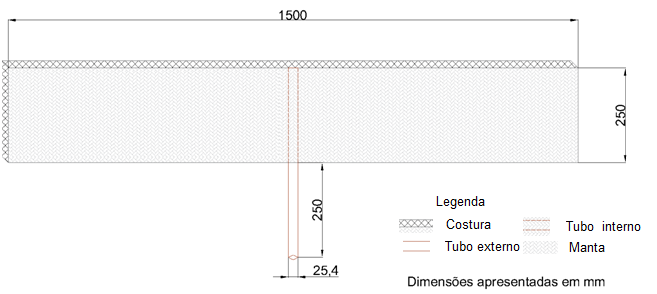 1500
250
250
25,4
Legenda
Costura
Tubo interno
Tubo externo
Manta
Dimensões apresentadas em mm